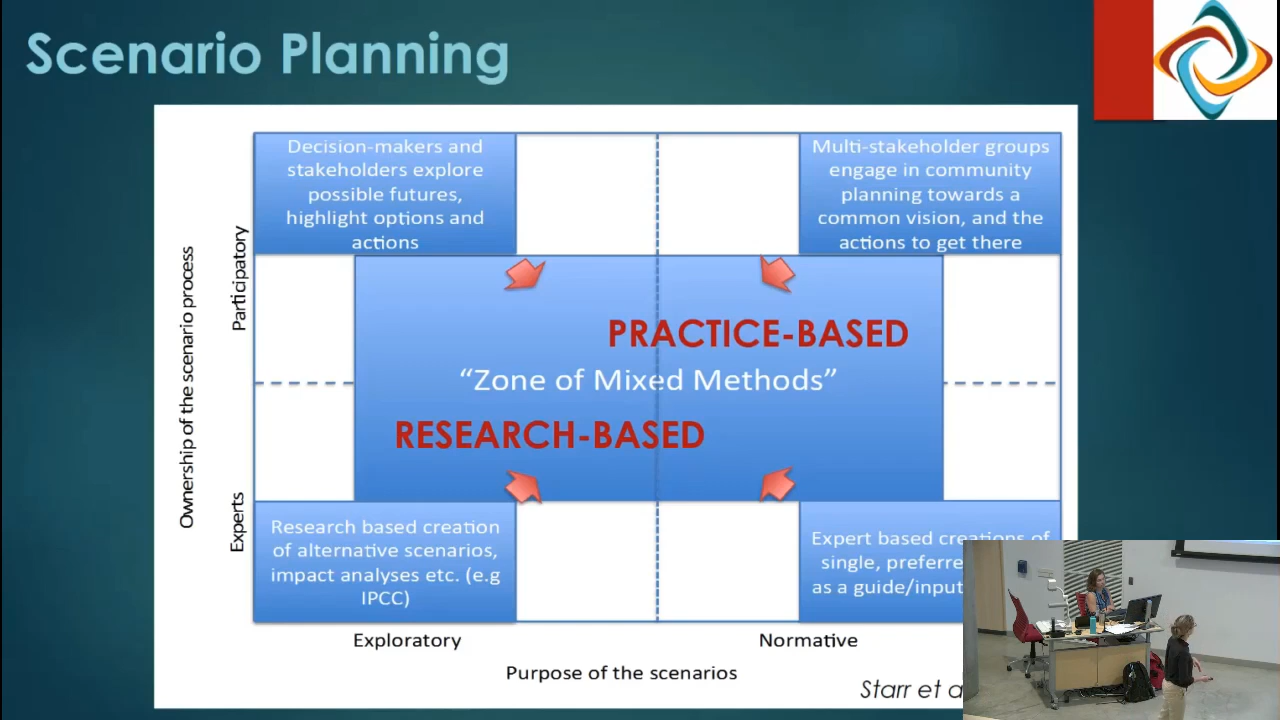 Scenario Planning
Decision-makers and
stakeholders explore
possible futures,
highlight options and
actions
Multi-stakeholder groups
engage in community
planning towards a
common vision, and the
actions to get there
Ownership of the scenario process
Participatory
Experts
PRACTICE-BASED
“Zone of Mixed Methods”
RESEARCH-BASED
Research based creation
of alternative scenarios,
impact analyses etc. (e.g
IPCC)
Expert based creations of
single,
as a guide/input
Exploratory
Normative
Purpose of the scenarios
Starr et